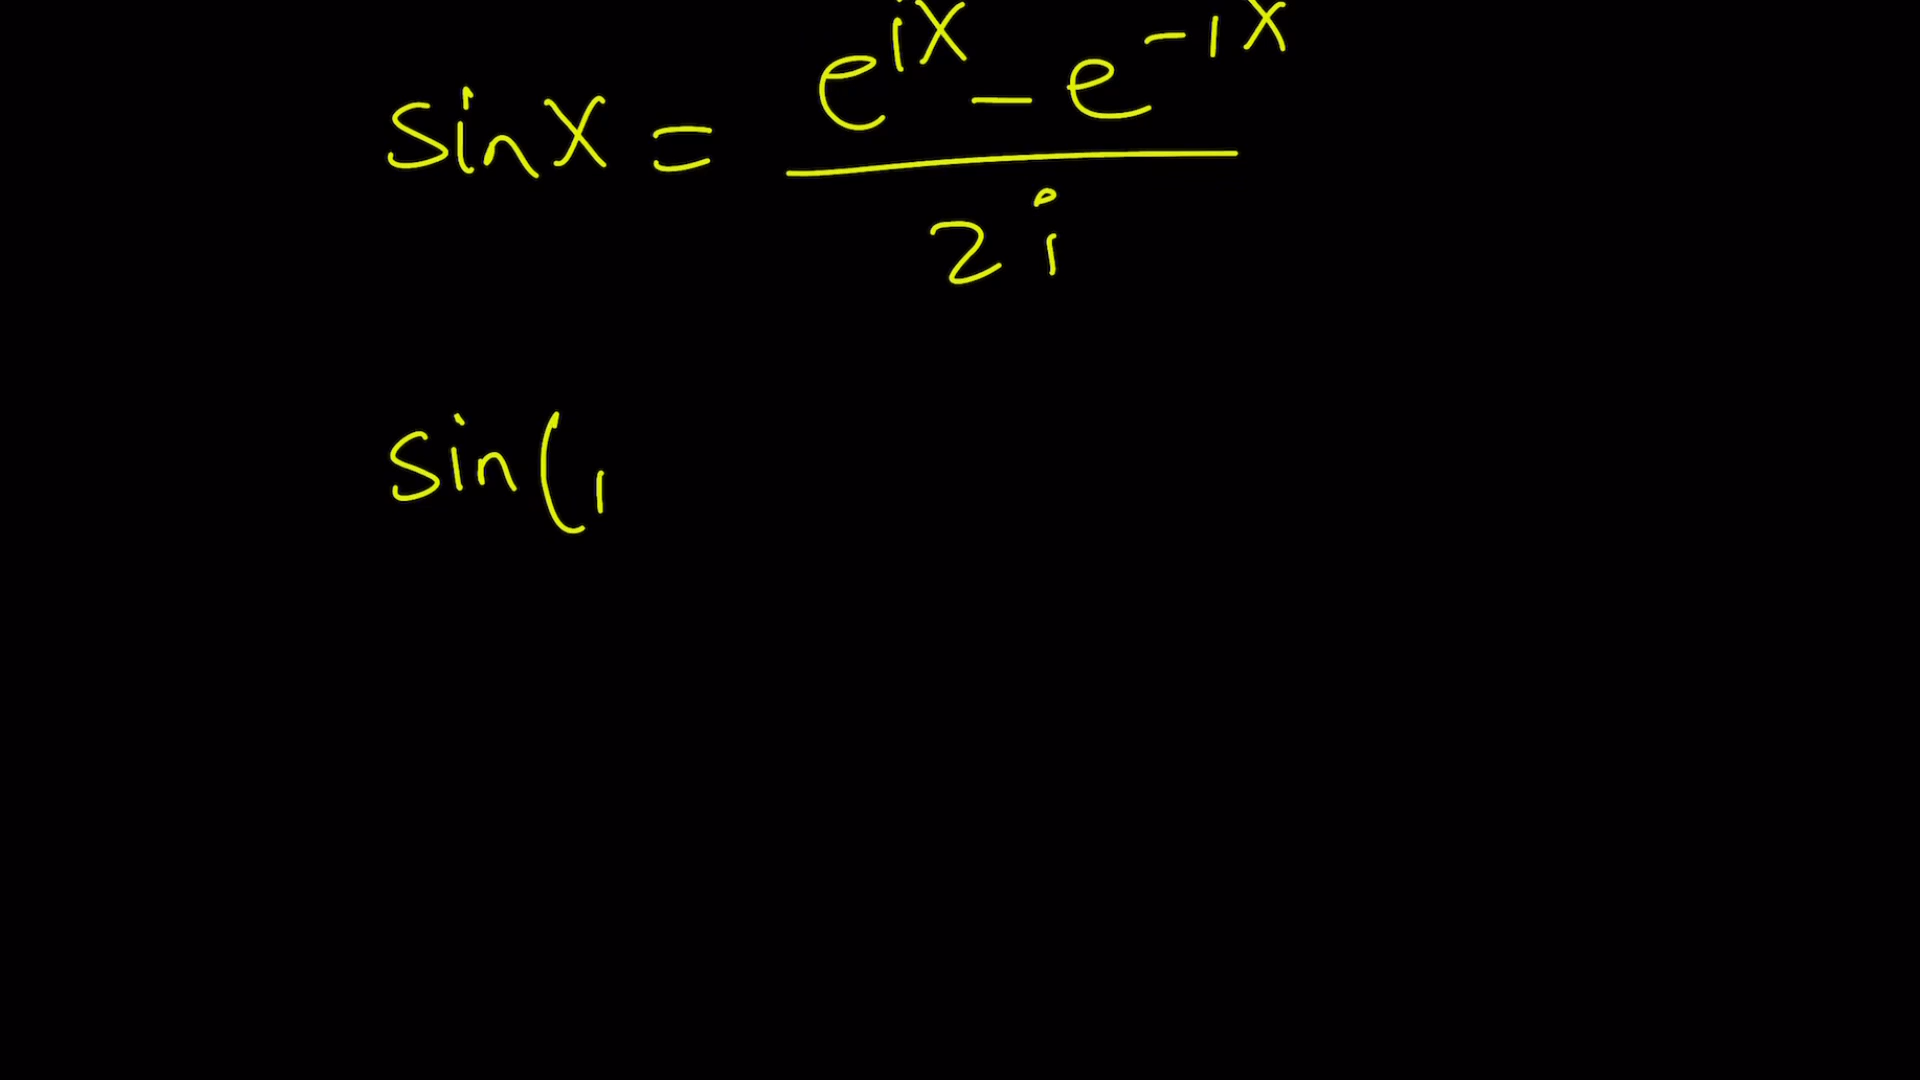 sinx = e^ix - e^-ix / 2i
sin(i